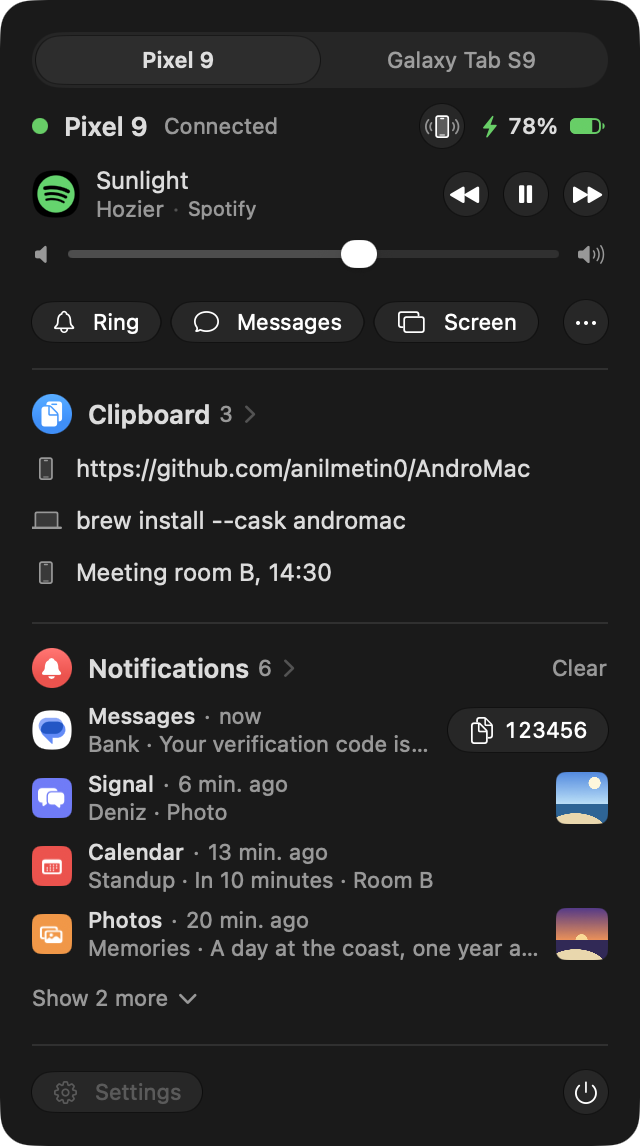 Pixel 9
Galaxy Tab S9
Pixel 9 Connected
78%
Sunlight
Hozier · Spotify
Ring
Messages
Screen
Clipboard 3
https://github.com/anilmetin0/AndroMac
brew install --cask andromac
Meeting room B, 14:30
Notifications 6
Clear
Messages · now
Bank · Your verification code is...
123456
Signal · 6 min. ago
Deniz · Photo
Calendar · 13 min. ago
Standup · In 10 minutes · Room B
Photos · 20 min. ago
Memories · A day at the coast, one year a...
Show 2 more
Settings